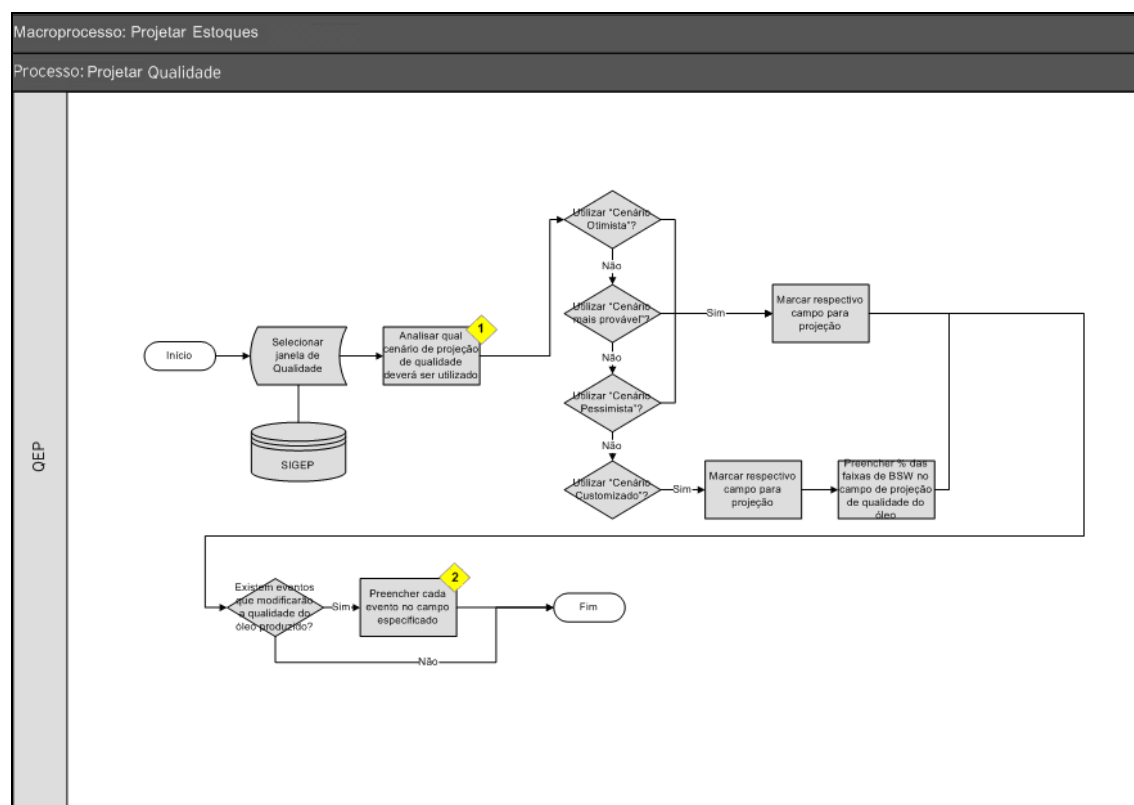 Macroprocesso: Projetar Estoques
Processo: Projetar Qualidade
QEP
Início
Selecionar
janela de
Qualidade
SIGEP
1
Analisar qual
cenário de projeção
de qualidade
deverá ser utilizado
Utilizar “Cenário
Otimista”?
Não
Utilizar “Cenário
mais provável”?
Sim
Marcar respectivo
campo para
projeção
Não
Utilizar “Cenário
Pessimista”?
Não
Utilizar “Cenário
Customizado”?
Sim
Marcar respectivo
campo para
projeção
Preencher % das
faixas de BSW no
campo de projeção
de qualidade do
óleo
Existem eventos
que modificarão
a qualidade do
óleo produzido?
Sim
2
Preencher cada
evento no campo
especificado
Não
Fim